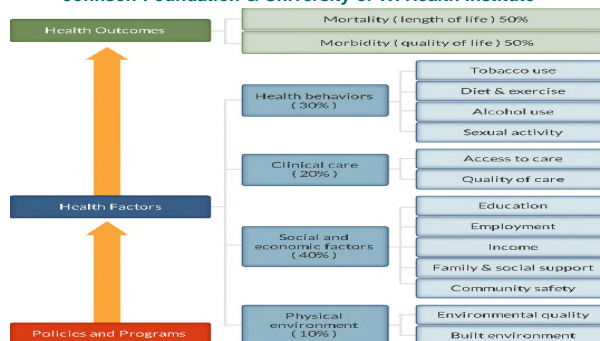 Johnson Foundation & University of WI Health Institute
Health Outcomes
Mortality ( length of life ) 50%
Morbidity ( quality of life ) 50%
Health Factors
Health behaviors
( 30% )
Tobacco use
Diet & exercise
Alcohol use
Sexual activity
Clinical care
( 20% )
Access to care
Quality of care
Social and
economic factors
( 40% )
Education
Employment
Income
Family & social support
Community safety
Policies and Programs
Physical
environment
( 10% )
Environmental quality
Built environment